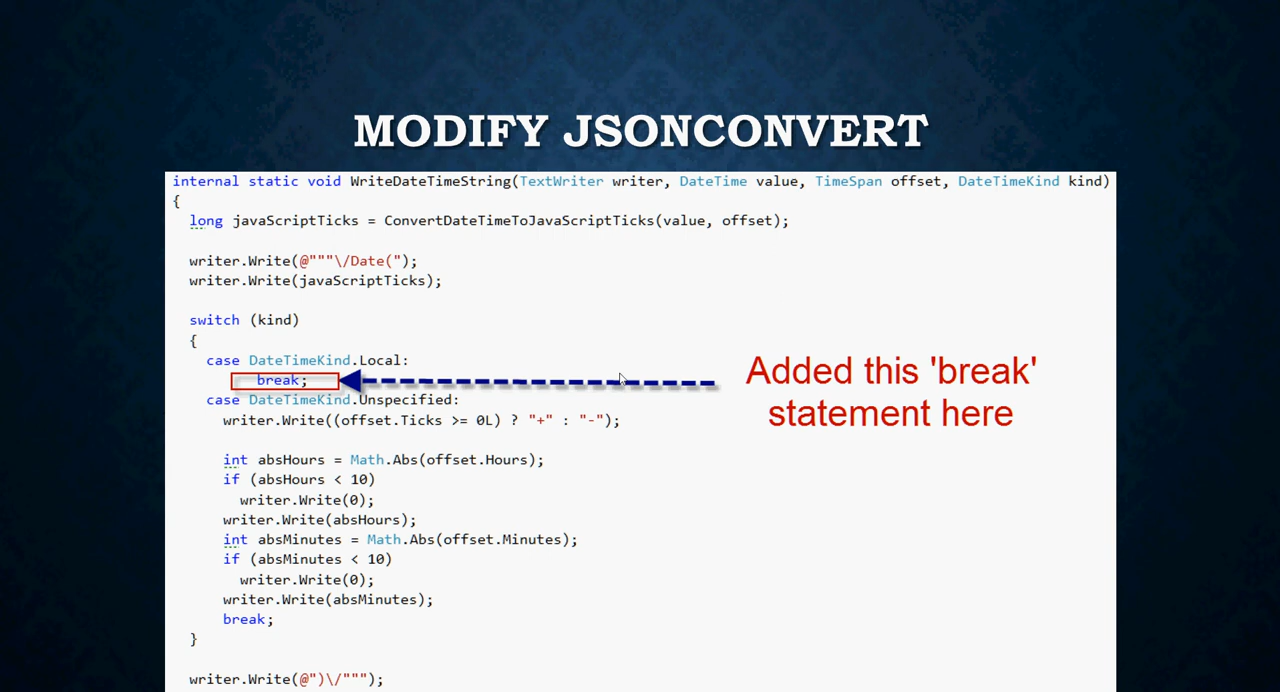 MODIFY JSONCONVERT
internal static void WriteDateTimeString(TextWriter writer, DateTime value, TimeSpan offset, DateTimeKind kind)
{
long javaScriptTicks = ConvertDateTimeToJavaScriptTicks(value, offset);
writer.Write(@"""\/Date(");
writer.Write(javaScriptTicks);
switch (kind)
{
case DateTimeKind.Local:
break;
Added this 'break'
statement here
case DateTimeKind.Unspecified:
writer.Write((offset.Ticks >= 0L) ? "+" : "-");
int absHours = Math.Abs(offset.Hours);
if (absHours < 10)
writer.Write(0);
writer.Write(absHours);
int absMinutes = Math.Abs(offset.Minutes);
if (absMinutes < 10)
writer.Write(0);
writer.Write(absMinutes);
break;
}
writer.Write(@")\/""");